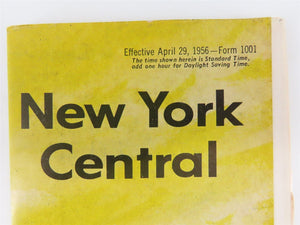 Effective April 29, 1956—Form 1001
The time shown herein is Standard Time,
add one hour for Daylight Saving Time.
New York
Central